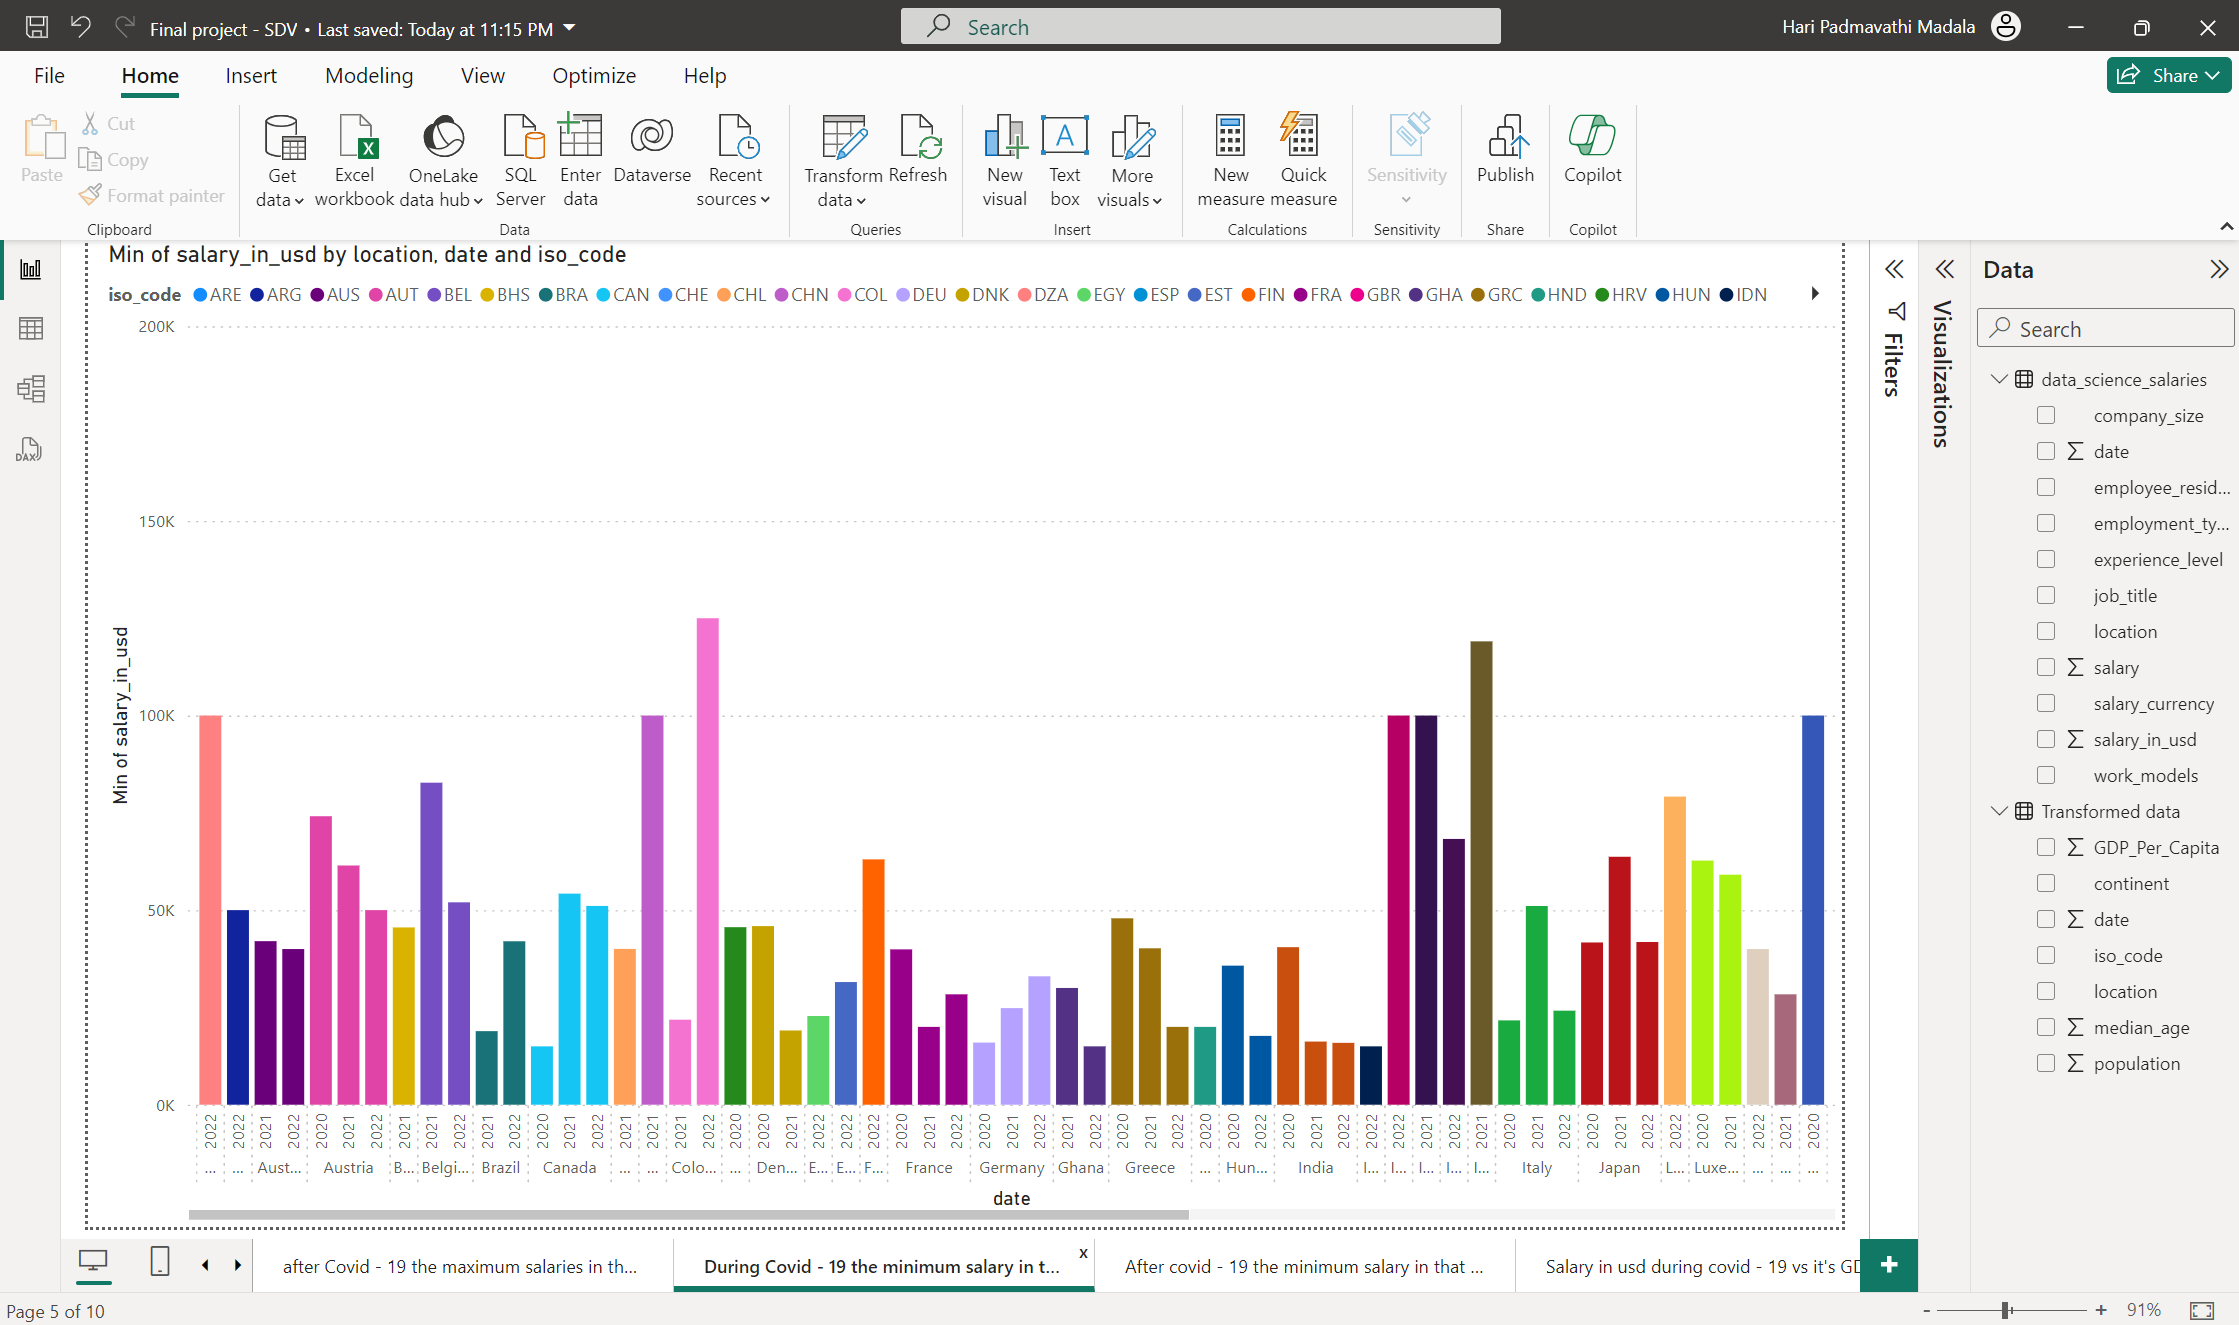 Final project - SDV • Last saved: Today at 11:15 PM
Search
Hari Padmavathi Madala
File Home Insert Modeling View Optimize Help
Share
Paste
Cut
Copy
Format painter
Clipboard
Get data
Excel workbook
OneLake data hub
SQL Server
Enter data
Dataverse
Recent sources
Data
Transform data
Refresh
Queries
New visual
Text box
More visuals
Insert
New measure
Quick measure
Calculations
Sensitivity
Sensitivity
Publish
Share
Copilot
Copilot
DAX
Min of salary_in_usd by location, date and iso_code
iso_code ARE ARG AUS AUT BEL BHS BRA CAN CHE CHL CHN COL DEU DNK DZA EGY ESP EST FIN FRA GBR GHA GRC HND HRV HUN IDN
200K
150K
100K
50K
0K
Min of salary_in_usd
2022 2022 2021 2022 2020 2021 2022 2021 2021 2022 2021 2022 2020 2021 2022 2021 2021 2021 2022 2020 2020 2021 2022 2022 2022 2020 2021 2022 2020 2021 2022 2021 2022 2020 2021 2022 2020 2020 2022 2020 2021 2022 2022 2022 2021 2022 2021 2020 2021 2022 2020 2021 2022 2022 2020 2021 2022 2021 2020
... ... Aust... Austria B... Belgi... Brazil Canada ... ... Colo... ... Den... E... E... F... France Germany Ghana Greece ... Hun... India I... I... I... I... I... Italy Japan L... Luxe... ... ... ...
date
Filters
Visualizations
Data
Search
data_science_salaries
company_size
date
employee_resid...
employment_ty...
experience_level
job_title
location
salary
salary_currency
salary_in_usd
work_models
Transformed data
GDP_Per_Capita
continent
date
iso_code
location
median_age
population
after Covid - 19 the maximum salaries in th...
During Covid - 19 the minimum salary in t... x
After covid - 19 the minimum salary in that ...
Salary in usd during covid - 19 vs it's GD
+
Page 5 of 10
- + 91%